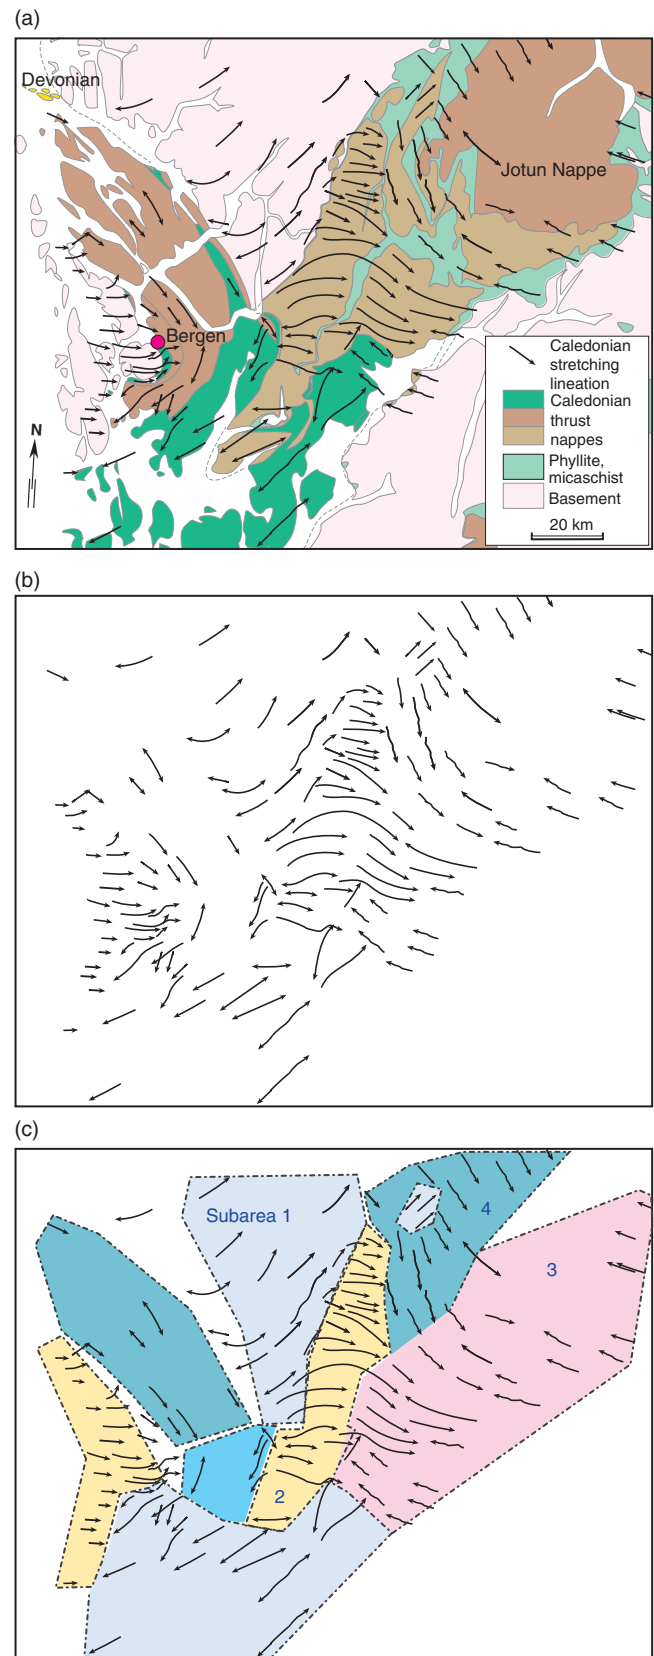 (a)
Devonian
Jotun Nappe
Bergen
N
Caledonian
stretching
lineation
Caledonian
thrust
nappes
Phyllite,
micaschist
Basement
20 km
(b)
(c)
Subarea 1
4
3
2